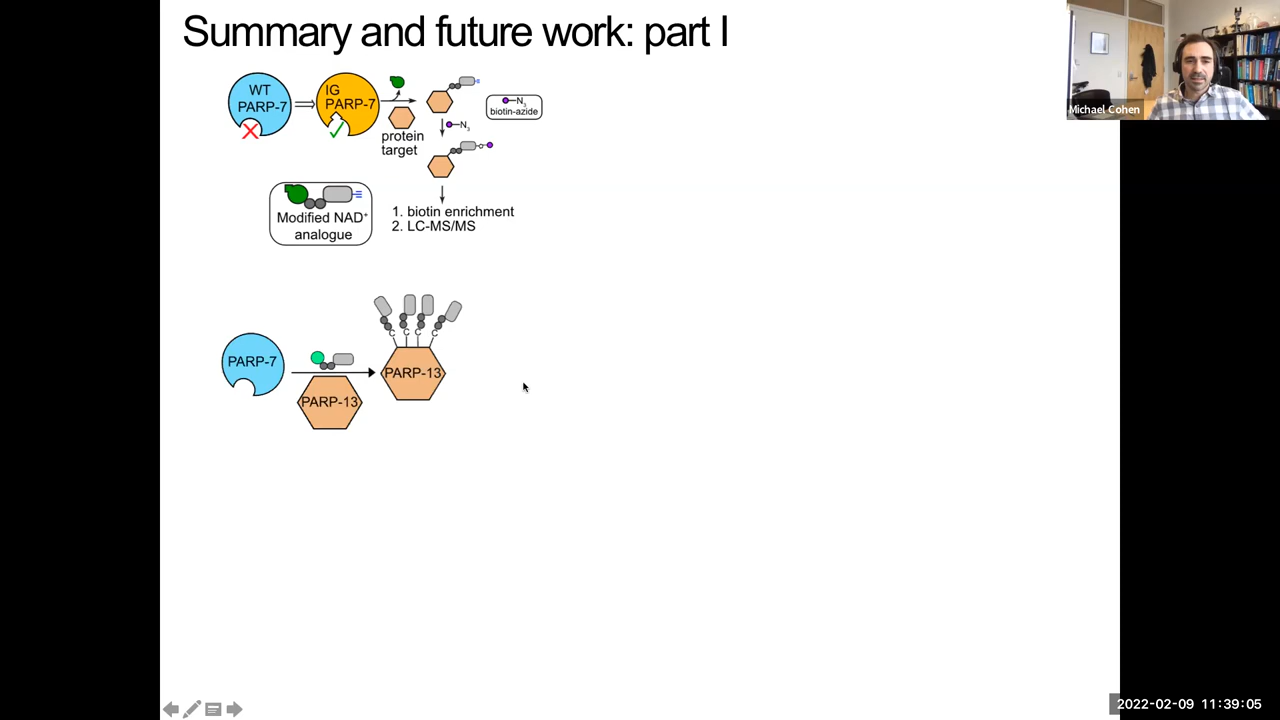 Summary and future work: part I
WT
PARP-7
IG
PARP-7
protein
target
N3
biotin-azide
N3
Modified NAD+
analogue
1. biotin enrichment
2. LC-MS/MS
PARP-7
PARP-13
C
C
C
C
PARP-13
Michael Cohen
2022-02-09 11:39:05